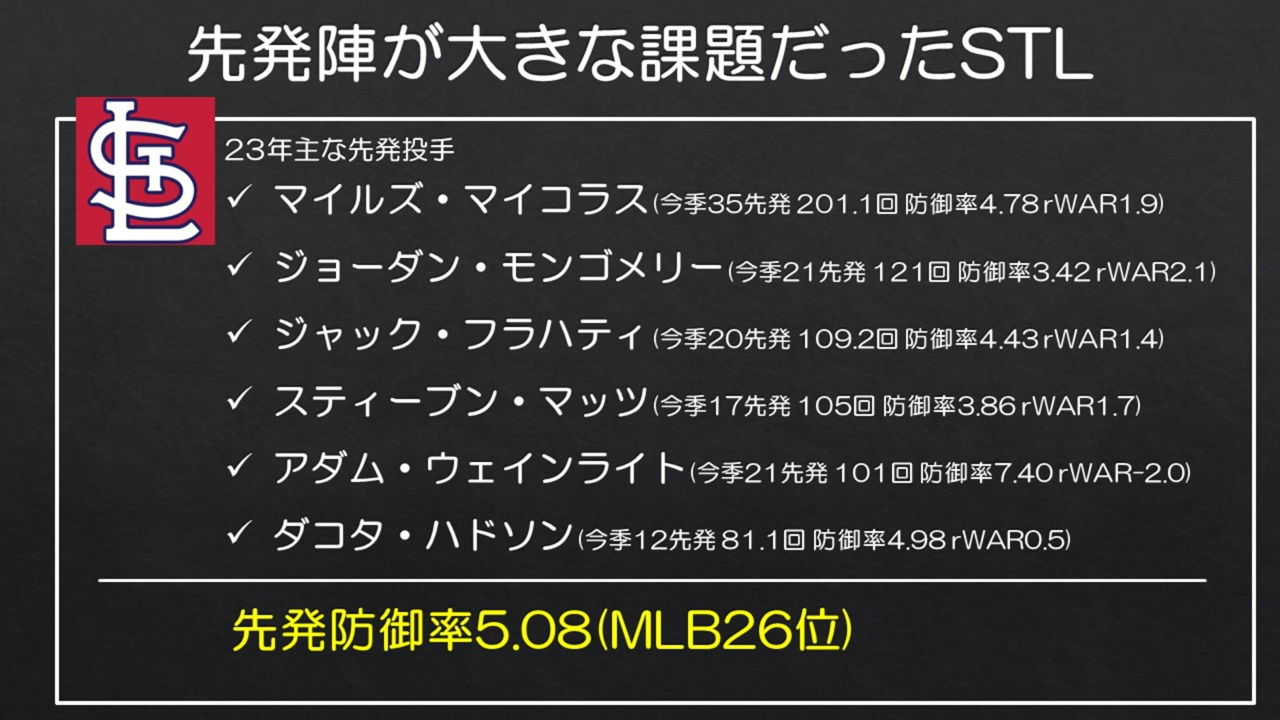 先発陣が大きな課題だったSTL
STL
23年主な先発投手
✓ マイルズ・マイコラス(今季35先発 201.1回 防御率4.78 rWAR1.9)
✓ ジョーダン・モンゴメリー(今季21先発 121回 防御率3.42 rWAR2.1)
✓ ジャック・フラハティ(今季20先発 109.2回 防御率4.43 rWAR1.4)
✓ スティーブン・マッツ(今季17先発 105回 防御率3.86 rWAR1.7)
✓ アダム・ウェインライト(今季21先発 101回 防御率7.40 rWAR-2.0)
✓ ダコタ・ハドソン(今季12先発 81.1回 防御率4.98 rWAR0.5)
先発防御率5.08(MLB26位)